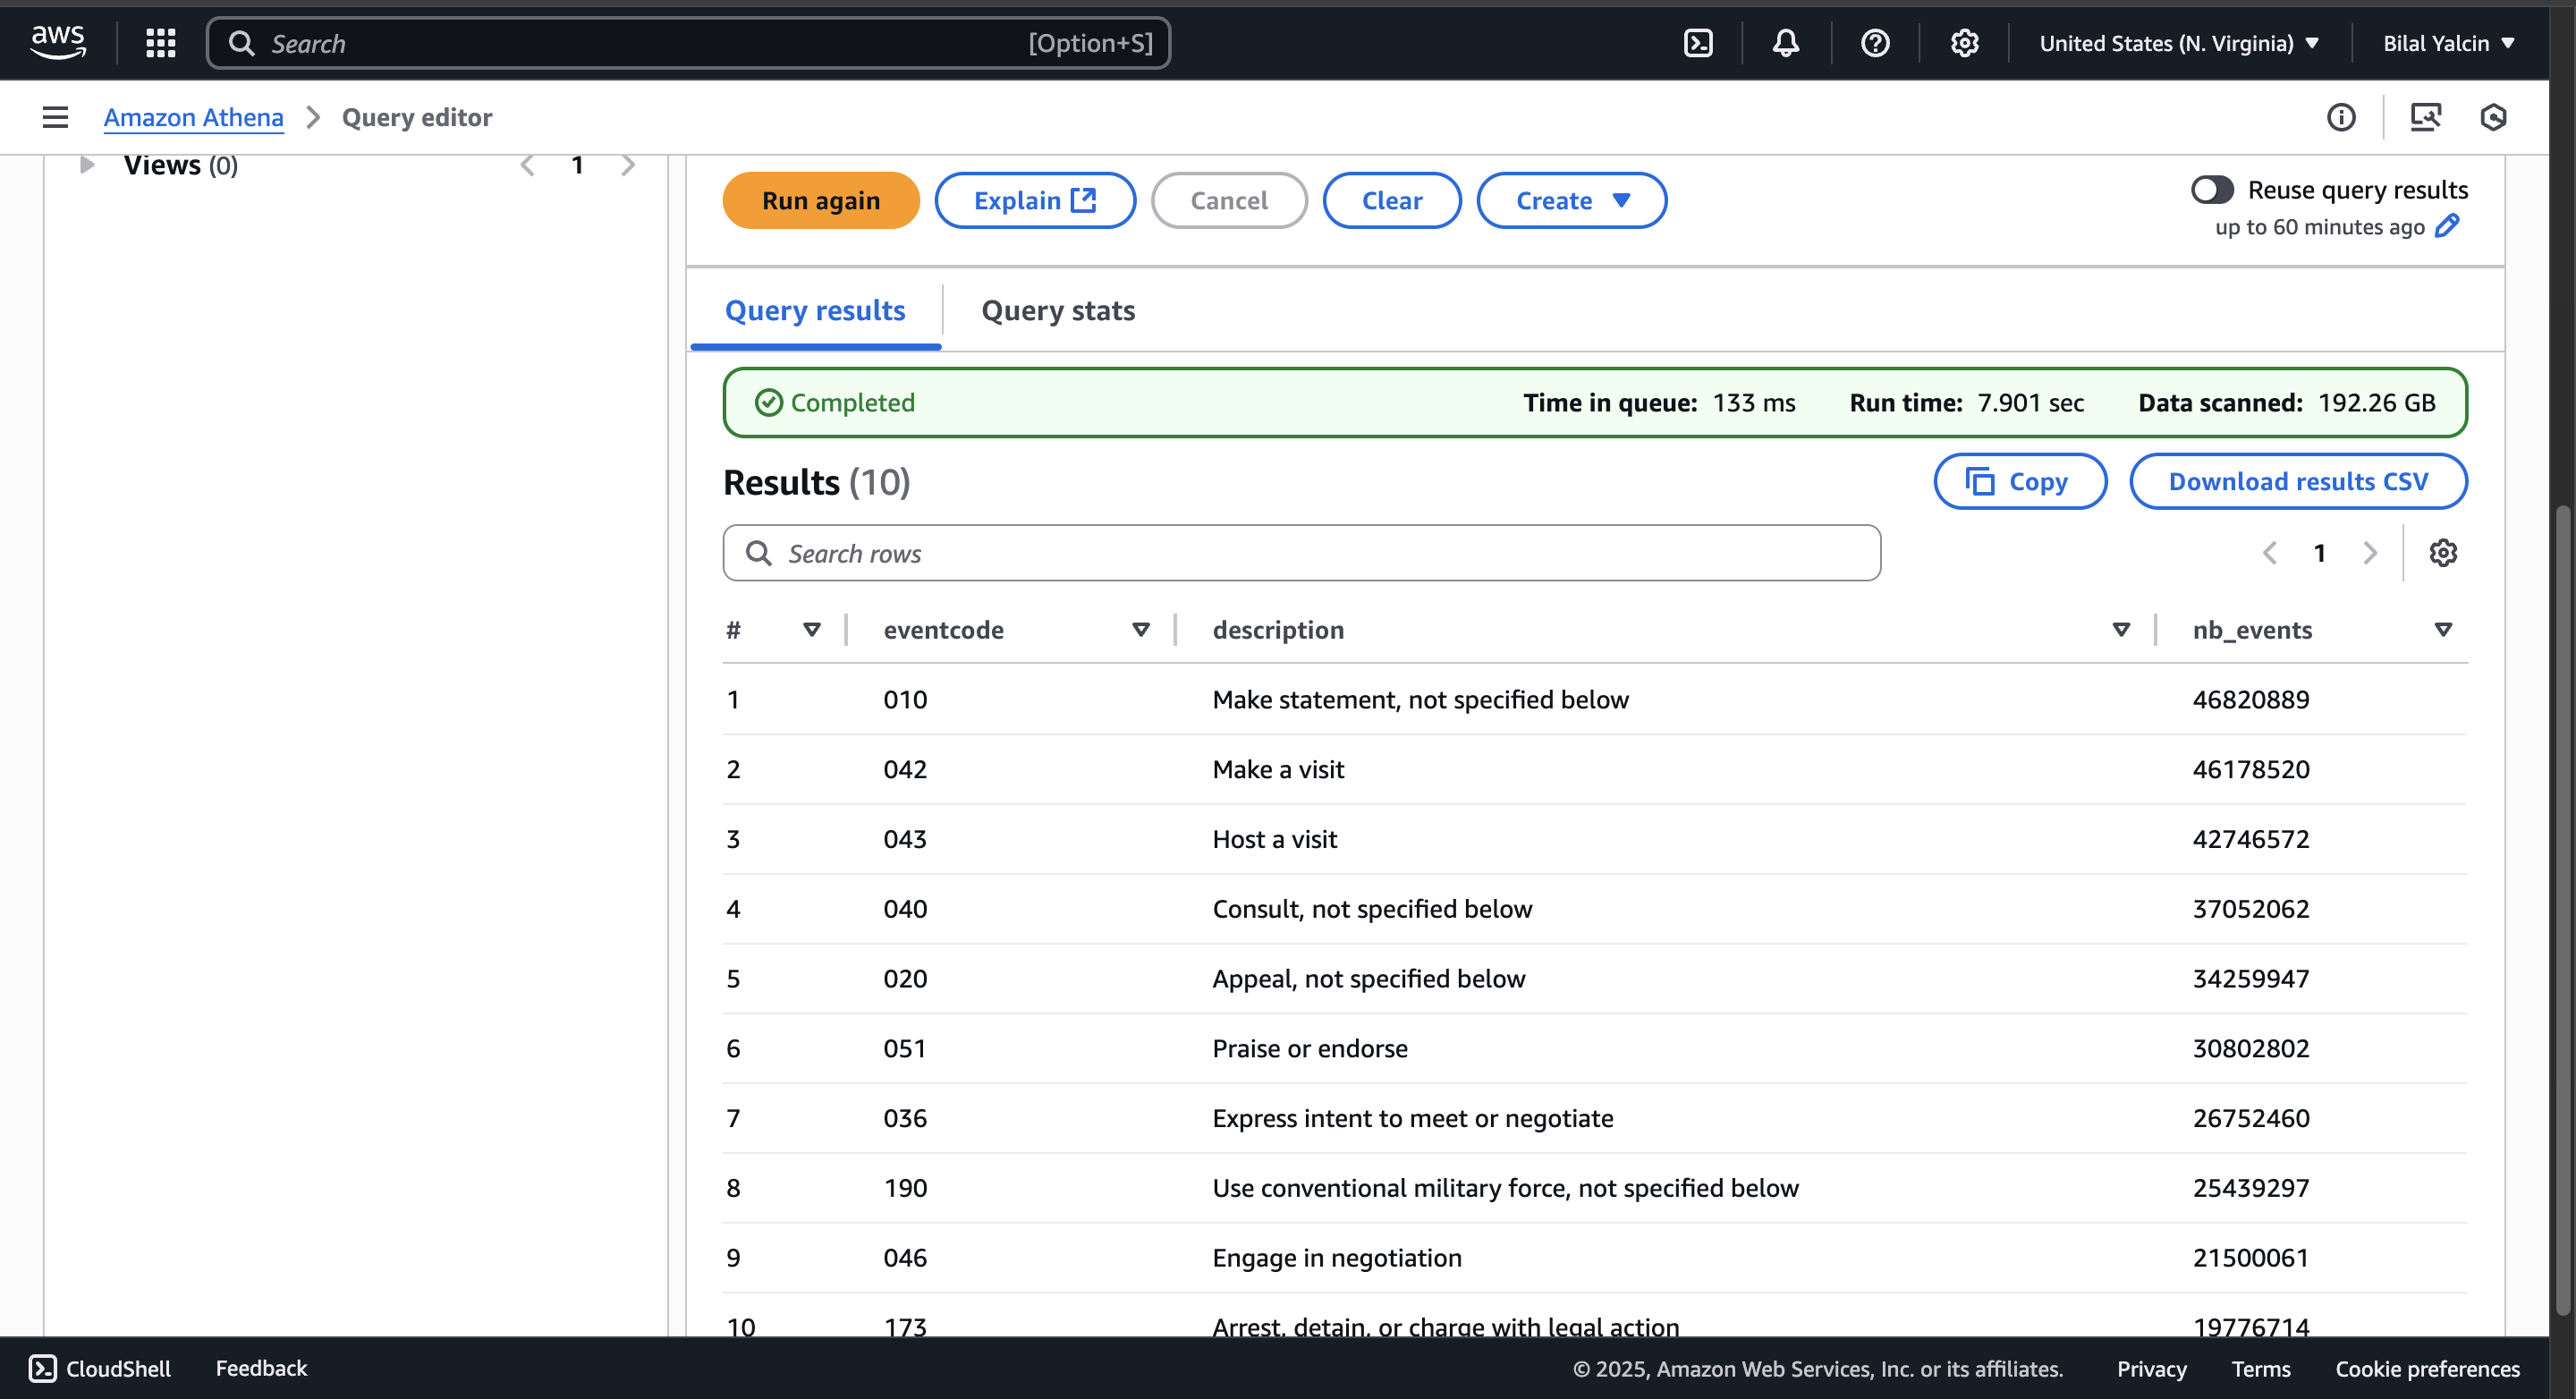 aws Search [Option+S] United States (N. Virginia) Bilal Yalcin
Amazon Athena > Query editor
Views (0) 1
Run again Explain Cancel Clear Create Reuse query results
up to 60 minutes ago
Query results Query stats
Completed Time in queue: 133 ms Run time: 7.901 sec Data scanned: 192.26 GB
Results (10) Copy Download results CSV
Search rows 1
# eventcode description nb_events
1 010 Make statement, not specified below 46820889
2 042 Make a visit 46178520
3 043 Host a visit 42746572
4 040 Consult, not specified below 37052062
5 020 Appeal, not specified below 34259947
6 051 Praise or endorse 30802802
7 036 Express intent to meet or negotiate 26752460
8 190 Use conventional military force, not specified below 25439297
9 046 Engage in negotiation 21500061
10 173 Arrest, detain, or charge with legal action 19776714
CloudShell Feedback © 2025, Amazon Web Services, Inc. or its affiliates. Privacy Terms Cookie preferences